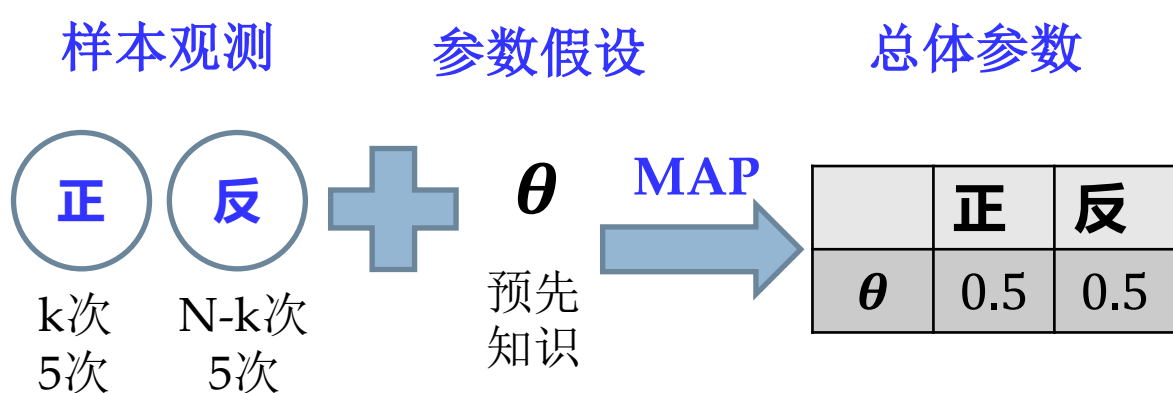 样本观测
参数假设
总体参数
正 反
k次 N-k次
5次 5次
θ
预先
知识
MAP
正 反
θ 0.5 0.5